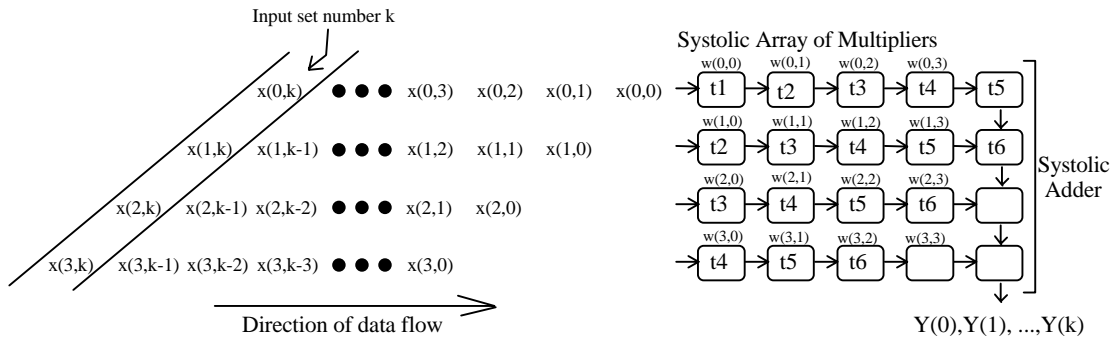 Input set number k
Systolic Array of Multipliers
w(0,0) w(0,1) w(0,2) w(0,3)
x(0,k) x(0,3) x(0,2) x(0,1) x(0,0) t1 t2 t3 t4 t5
w(1,0) w(1,1) w(1,2) w(1,3)
x(1,k) x(1,k-1) x(1,2) x(1,1) x(1,0) t2 t3 t4 t5 t6
Systolic
Adder
w(2,0) w(2,1) w(2,2) w(2,3)
x(2,k) x(2,k-1) x(2,k-2) x(2,1) x(2,0) t3 t4 t5 t6
w(3,0) w(3,1) w(3,2) w(3,3)
x(3,k) x(3,k-1) x(3,k-2) x(3,k-3) x(3,0) t4 t5 t6
Direction of data flow
Y(0),Y(1), ...,Y(k)